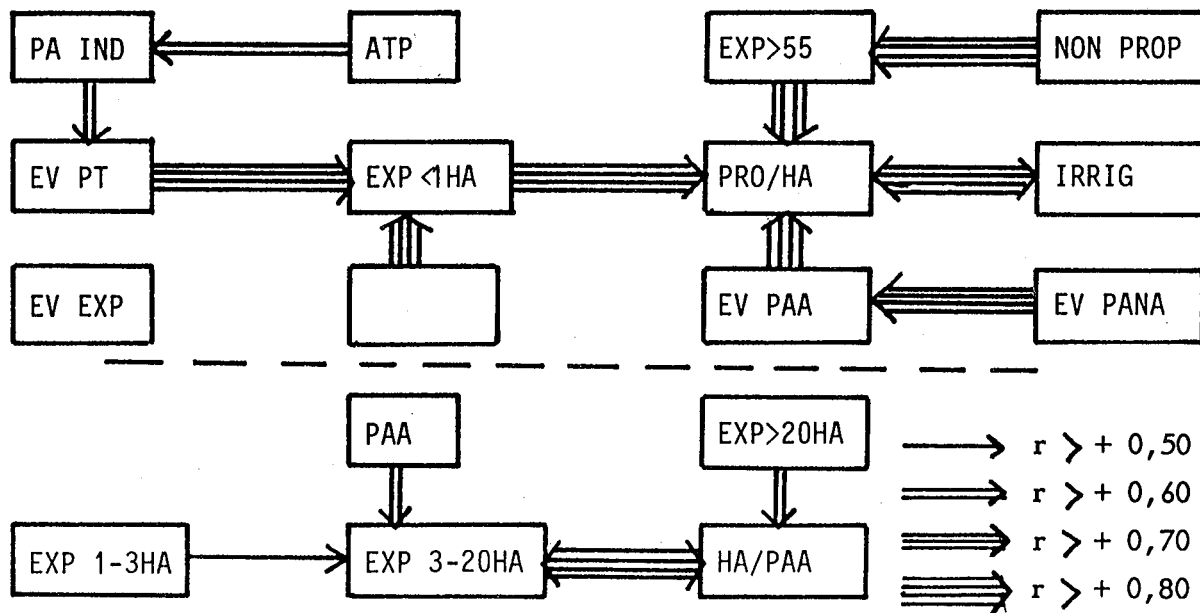 PA IND
ATP
EXP>55
NON PROP
EV PT
EXP <1HA
PRO/HA
IRRIG
EV EXP
EV PAA
EV PANA
PAA
EXP>20HA
r > + 0,50
r > + 0,60
EXP 1-3HA
EXP 3-20HA
HA/PAA
r > + 0,70
r > + 0,80